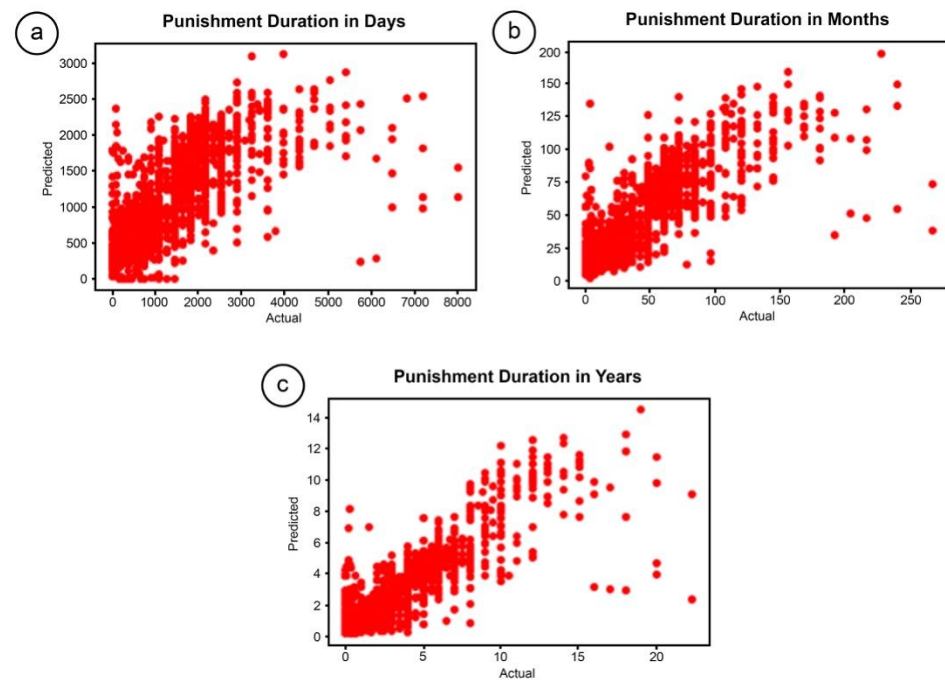 a
Punishment Duration in Days
3000
2500
2000
1500
1000
500
0
Predicted
0 1000 2000 3000 4000 5000 6000 7000 8000
Actual
b
Punishment Duration in Months
200
150
125
75
50
25
0
Predicted
0 50 100 150 200 250
Actual
c
Punishment Duration in Years
14
12
10
8
6
4
2
0
Predicted
0 5 10 15 20
Actual